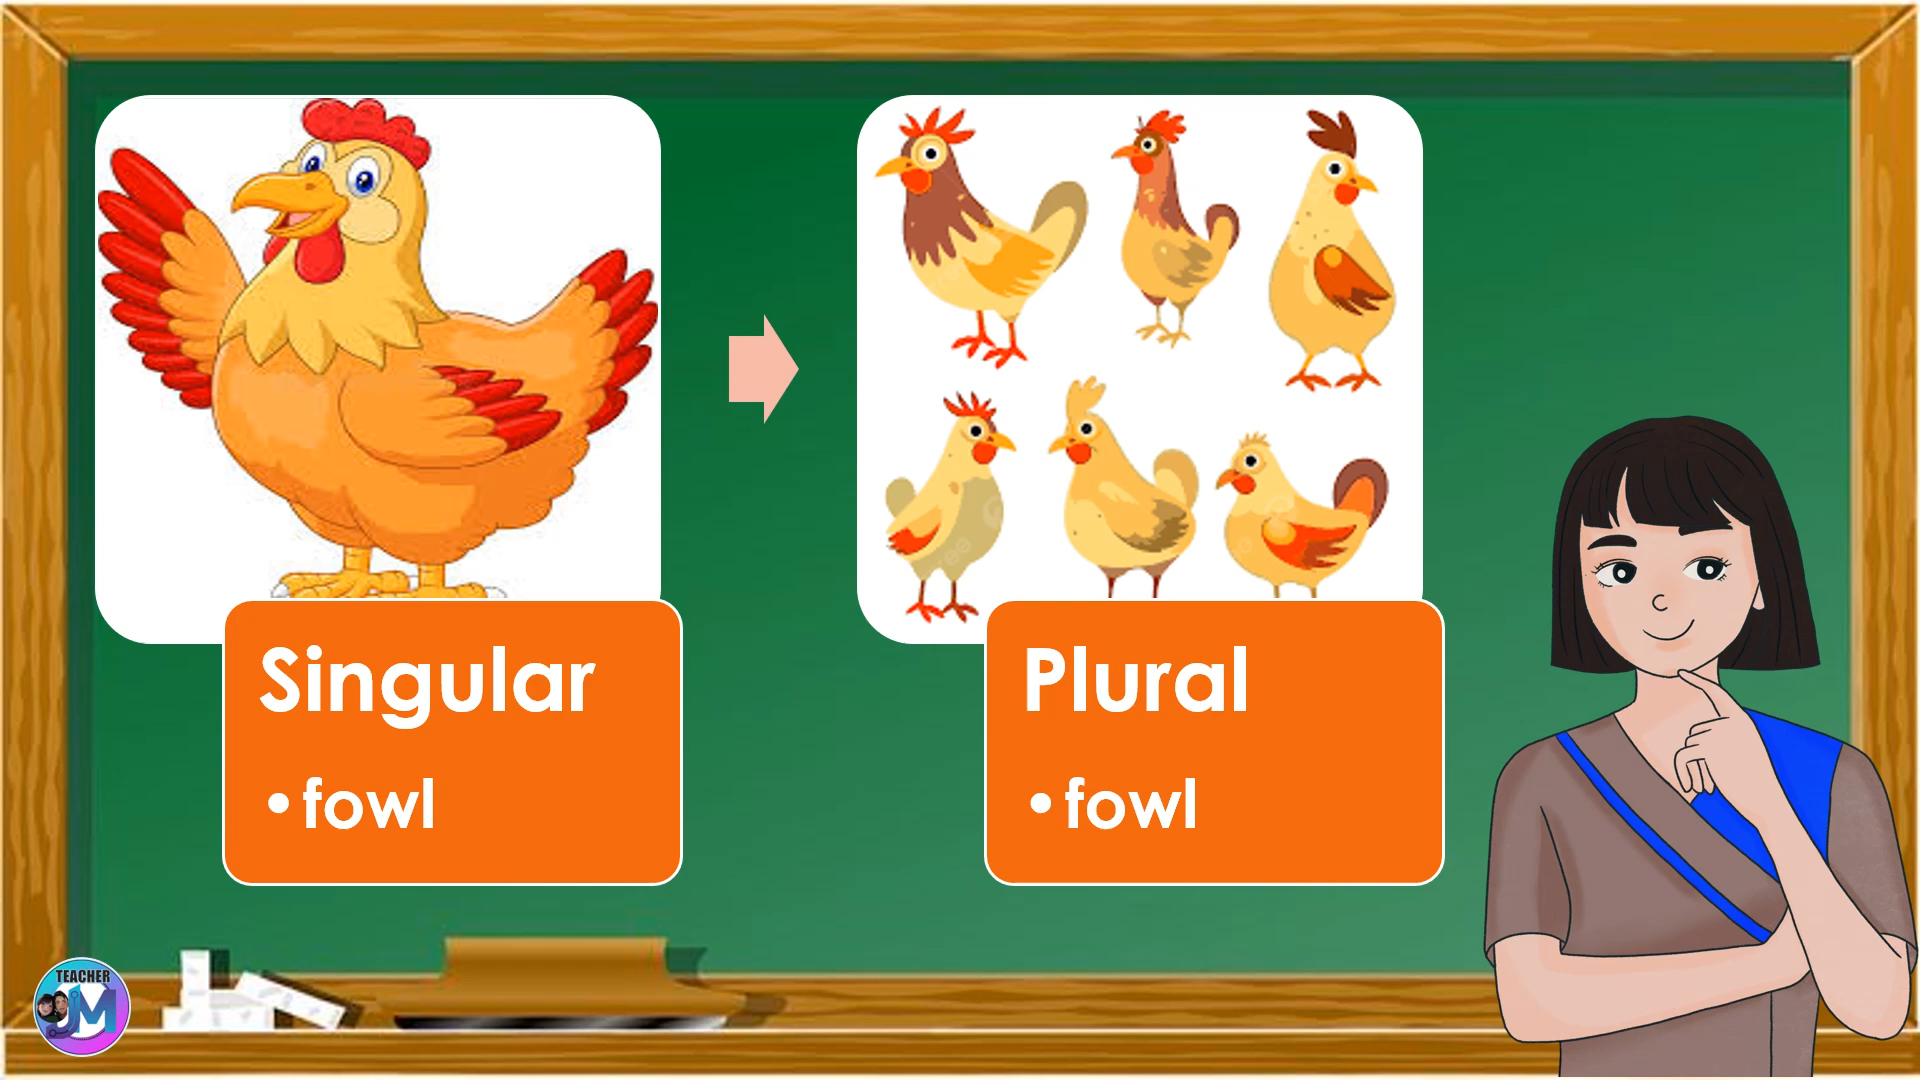 Singular
•fowl
Plural
•fowl
TEACHER
JM